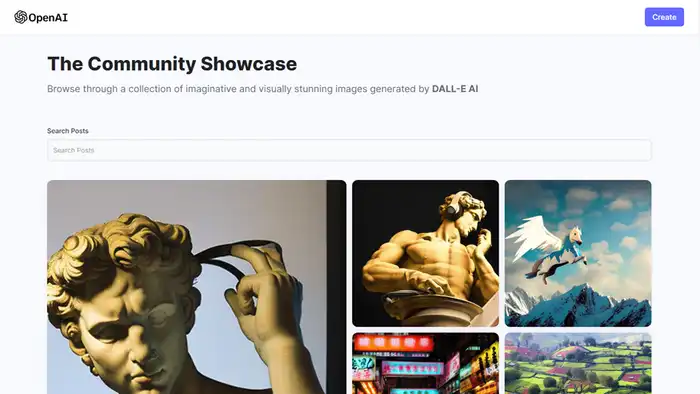 OpenAI
Create
The Community Showcase
Browse through a collection of imaginative and visually stunning images generated by DALL-E AI
Search Posts
Search Posts